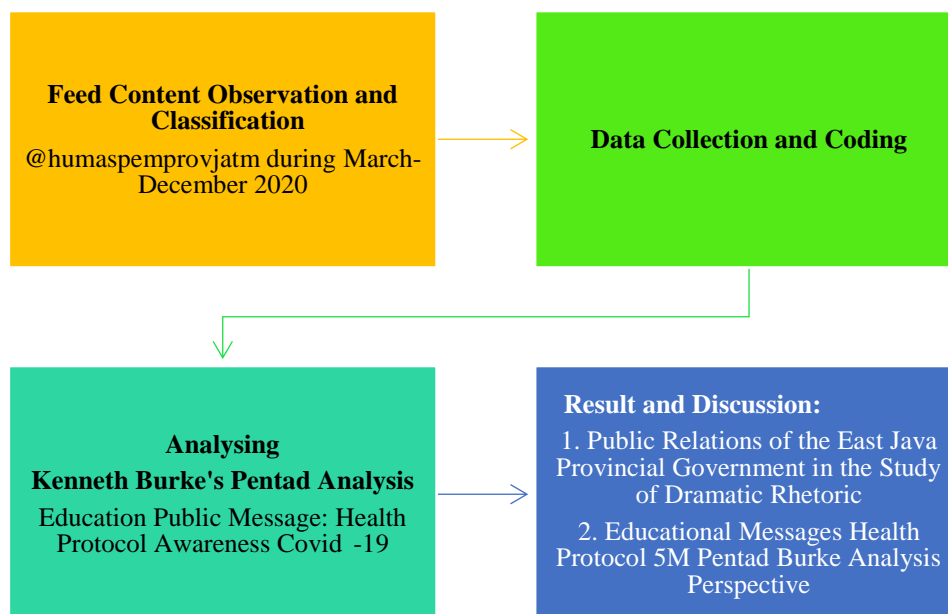 Feed Content Observation and
Classification
@humaspemprovjatm during March-
December 2020
Data Collection and Coding
Analysing
Kenneth Burke's Pentad Analysis
Education Public Message: Health
Protocol Awareness Covid -19
Result and Discussion:
1. Public Relations of the East Java
Provincial Government in the Study
of Dramatic Rhetoric
2. Educational Messages Health
Protocol 5M Pentad Burke Analysis
Perspective